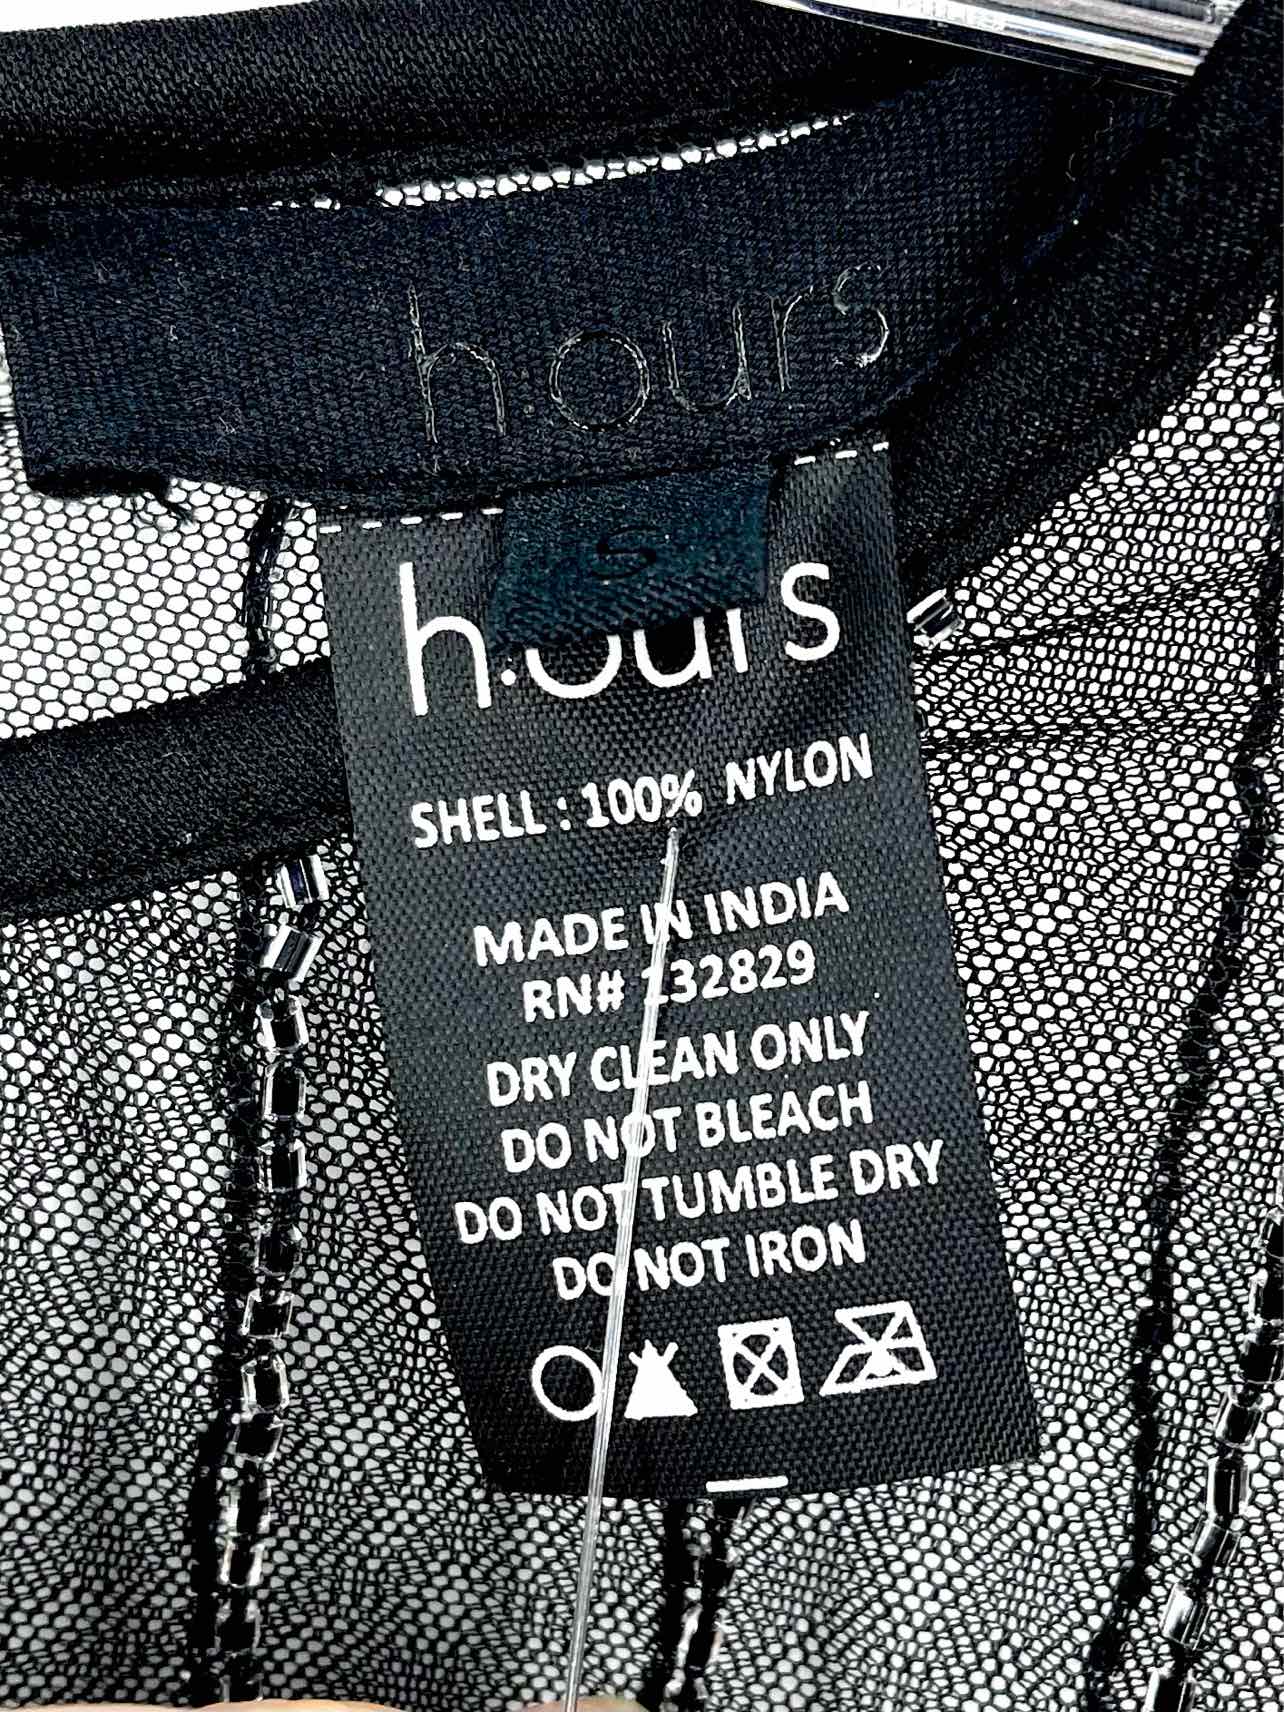 h.ours
S
h.ours
SHELL : 100% NYLON
MADE IN INDIA
RN# 132829
DRY CLEAN ONLY
DO NOT BLEACH
DO NOT TUMBLE DRY
DO NOT IRON